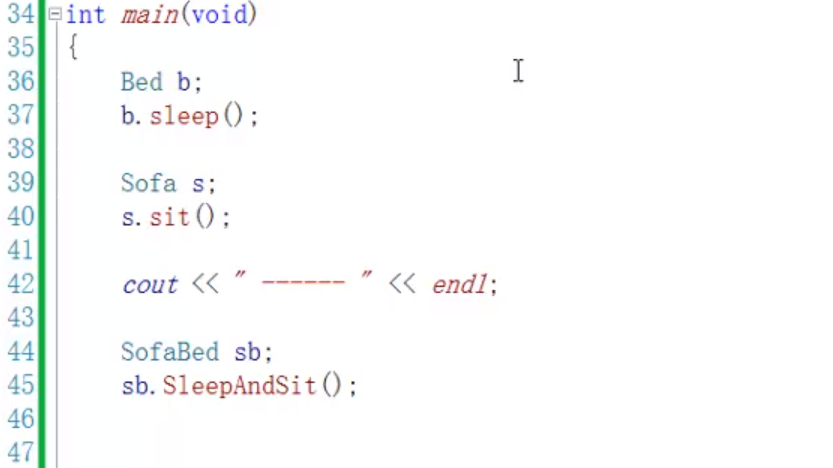 34 int main(void)
35 {
36 Bed b;
37 b.sleep();
38
39 Sofa s;
40 s.sit();
41
42 cout << " ------ " << endl;
43
44 SofaBed sb;
45 sb.SleepAndSit();
46
47